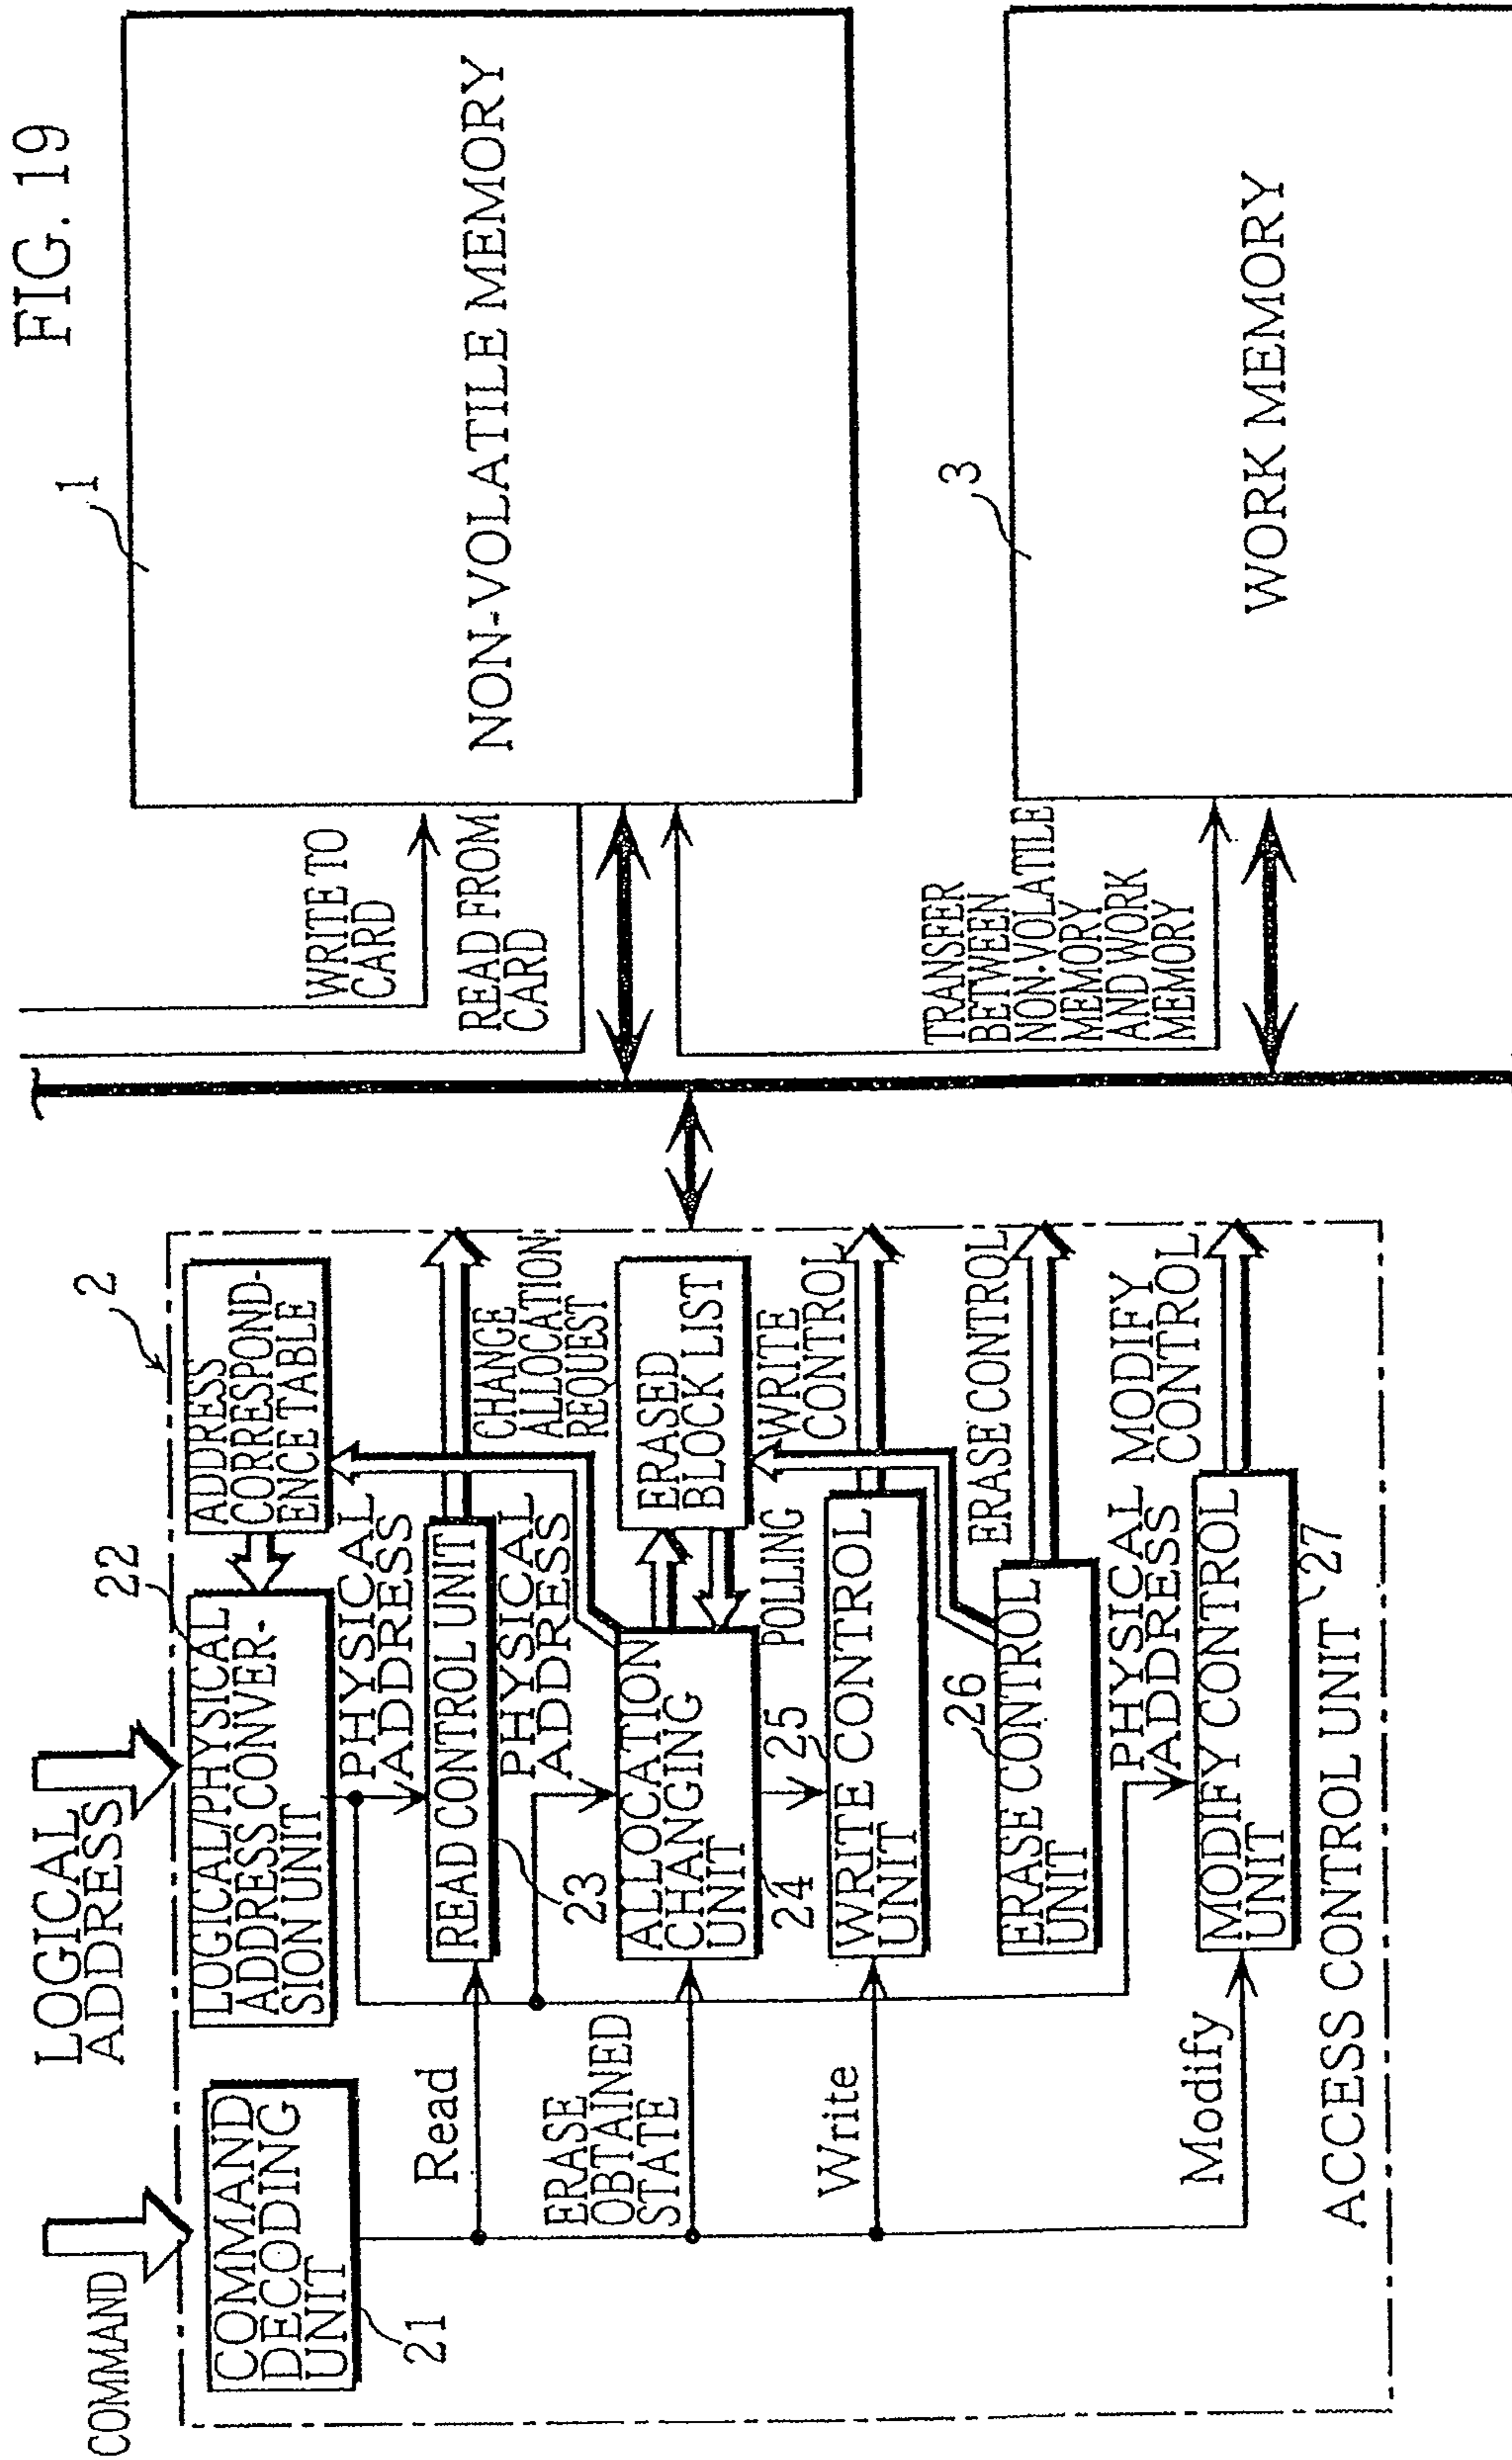 FIG. 19
COMMAND
LOGICAL
ADDRESS
2
COMMAND
DECODING
UNIT
21
LOGICAL/PHYSICAL
ADDRESS CONVER-
SION UNIT
22
ADDRESS
CORRESPOND-
ENCE TABLE
PHYSICAL
ADDRESS
Read
READ CONTROL UNIT
23
PHYSICAL
ADDRESS
CHANGE
ALLOCATION
REQUEST
ERASE
OBTAINED
STATE
ALLOCATION
CHANGING
UNIT
24
ERASED
BLOCK LIST
POLLING
WRITE
CONTROL
25
Write
WRITE CONTROL
UNIT
26
ERASE CONTROL
UNIT
ERASE CONTROL
PHYSICAL
ADDRESS
MODIFY
CONTROL
Modify
MODIFY CONTROL
UNIT
27
ACCESS CONTROL UNIT
WRITE TO
CARD
READ FROM
CARD
1
NON-VOLATILE MEMORY
TRANSFER
BETWEEN
NON-VOLATILE
MEMORY
AND WORK
MEMORY
3
WORK MEMORY